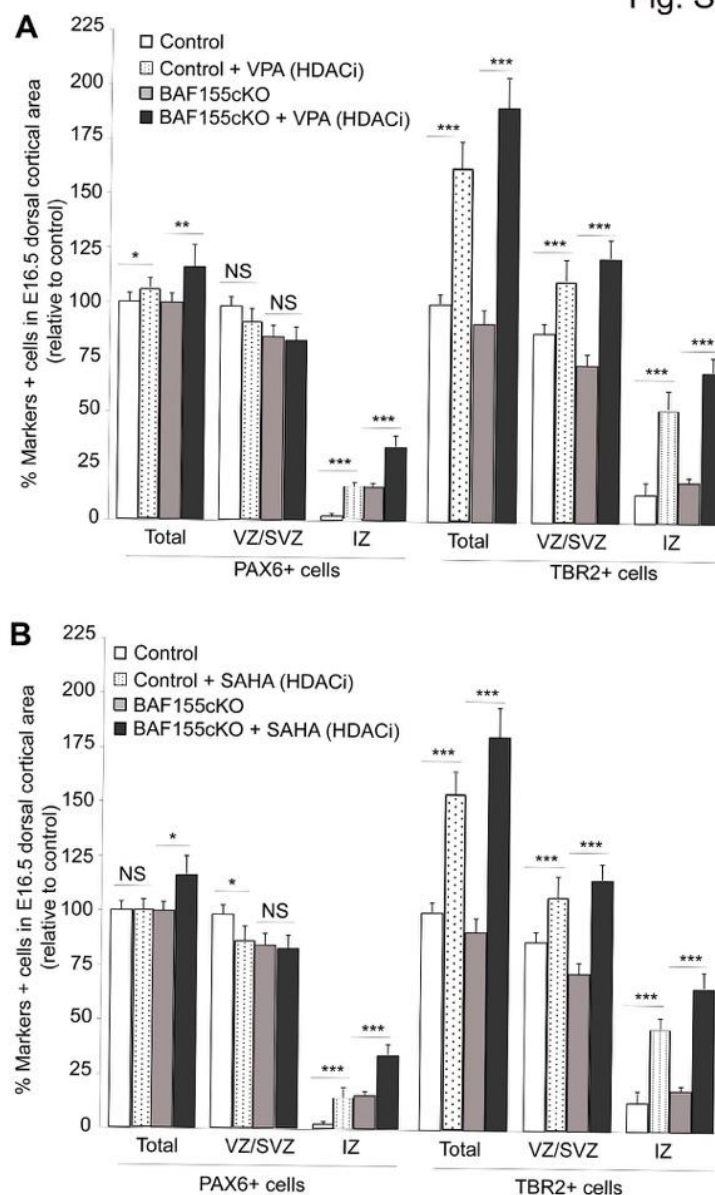 Fig. S
A
225
200
175
150
125
100
75
50
25
0
% Markers + cells in E16.5 dorsal cortical area
(relative to control)
Control
Control + VPA (HDACi)
BAF155cKO
BAF155cKO + VPA (HDACi)
*
**
NS
NS
***
***
***
***
***
***
***
***
Total
VZ/SVZ
IZ
Total
VZ/SVZ
IZ
PAX6+ cells
TBR2+ cells
B
225
200
175
150
125
100
75
50
25
0
% Markers + cells in E16.5 dorsal cortical area
(relative to control)
Control
Control + SAHA (HDACi)
BAF155cKO
BAF155cKO + SAHA (HDACi)
NS
*
*
NS
***
***
***
***
***
***
***
***
Total
VZ/SVZ
IZ
Total
VZ/SVZ
IZ
PAX6+ cells
TBR2+ cells